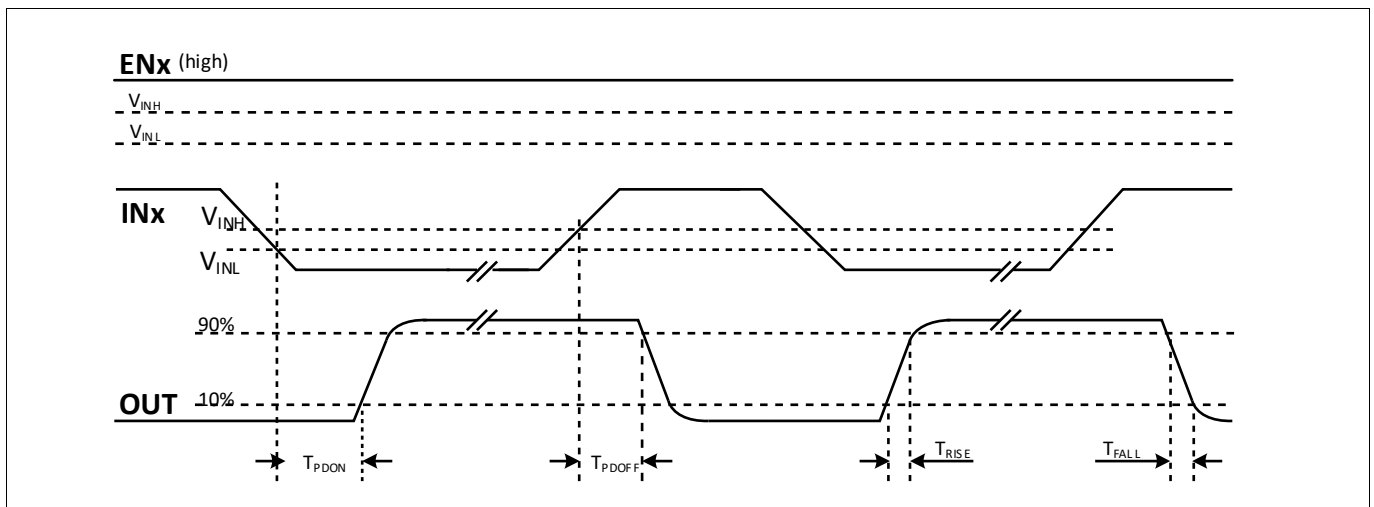 ENx (high)
VINH
VINL
INx
VINH
VINL
90%
OUT
10%
TPDON
TPDOFF
TRISE
TFALL